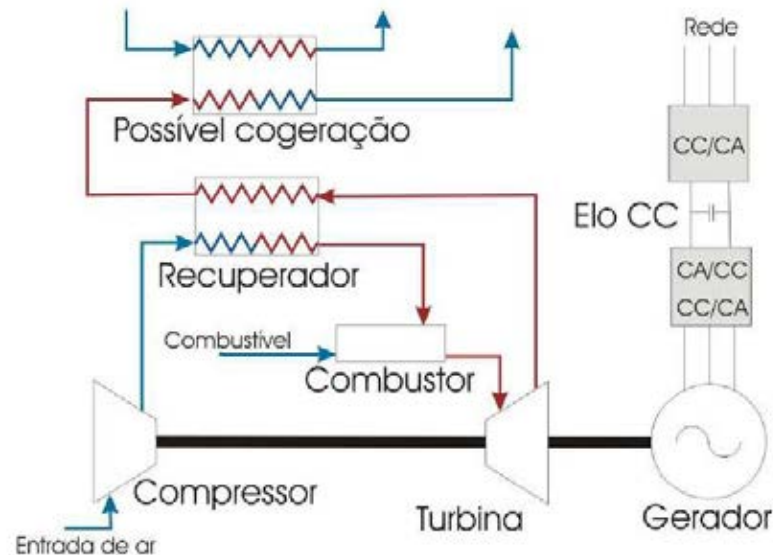 Rede
CC/CA
Possível cogeração
Elo CC
CA/CC
CC/CA
Recuperador
Combustível
Combustor
Compressor
Turbina
Gerador
Entrada de ar